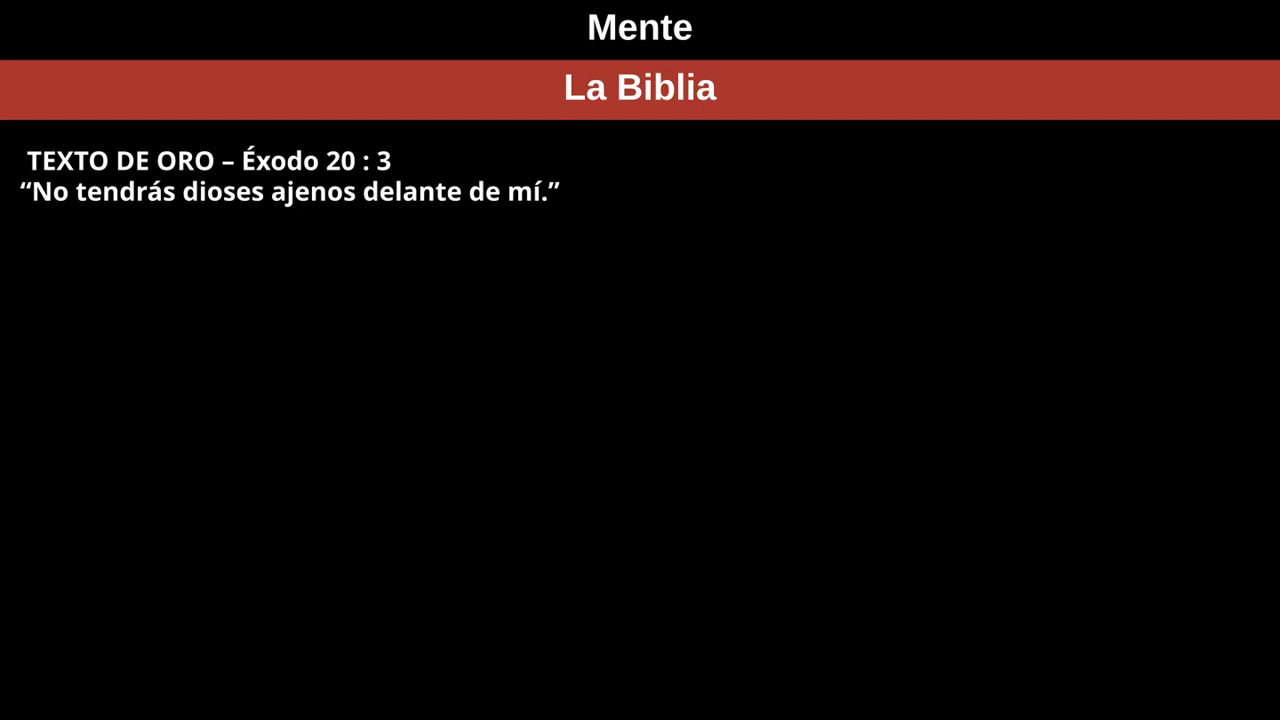 Mente
La Biblia
TEXTO DE ORO – Éxodo 20 : 3
“No tendrás dioses ajenos delante de mí.”